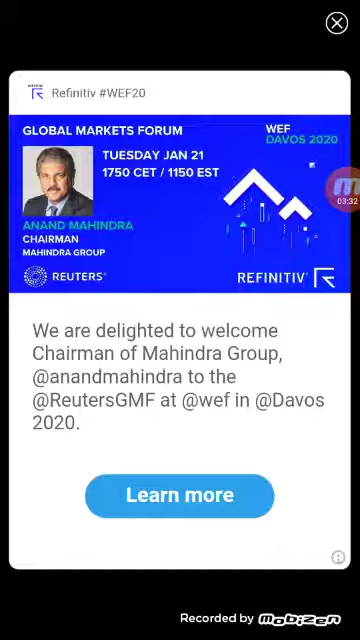 REFINITIV
Refinitiv #WEF20
GLOBAL MARKETS FORUM
WEF
DAVOS 2020
TUESDAY JAN 21
1750 CET / 1150 EST
M
03:32
ANAND MAHINDRA
CHAIRMAN
MAHINDRA GROUP
REUTERS®
REFINITIV®
We are delighted to welcome
Chairman of Mahindra Group,
@anandmahindra to the
@ReutersGMF at @wef in @Davos
2020.
Learn more
Recorded by MOBIZEN